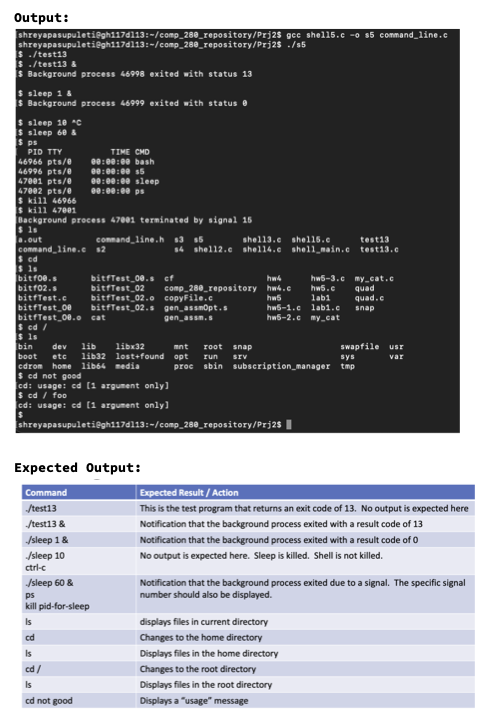 Output:
[shreyapasupuleti@gh117dl13:~/comp_280_repository/Prj2$ gcc shell5.c -o s5 command_line.c
[shreyapasupuleti@gh117dl13:~/comp_280_repository/Prj2$ ./s5
$ ./test13
$ ./test13 &
$ Background process 46998 exited with status 13
$ sleep 1 &
$ Background process 46999 exited with status 0
$ sleep 10 ^C
$ sleep 60 &
$ ps
PID TTY TIME CMD
46966 pts/0 00:00:00 bash
46996 pts/0 00:00:00 s5
47001 pts/0 00:00:00 sleep
47002 pts/0 00:00:00 ps
$ kill 46966
$ kill 47001
Background process 47001 terminated by signal 15
$ ls
a.out command_line.h s3 s5 shell3.c shell5.c test13
command_line.c s2 s4 shell2.c shell4.c shell_main.c test13.c
$ cd
$ ls
bitfO0.s bitfTest_O0.s cf hw4 hw5-3.c my_cat.c
bitfO2.s bitfTest_O2 comp_280_repository hw4.c hw5.c quad
bitfTest.c bitfTest_O2.o copyFile.c hw5 lab1 quad.c
bitfTest_O0 bitfTest_O2.s gen_assmOpt.s hw5-1.c lab1.c snap
bitfTest_O0.o cat gen_assm.s hw5-2.c my_cat
$ cd /
$ ls
bin dev lib libx32 mnt root snap swapfile usr
boot etc lib32 lost+found opt run srv sys var
cdrom home lib64 media proc sbin subscription_manager tmp
$ cd not good
cd: usage: cd [1 argument only]
$ cd / foo
cd: usage: cd [1 argument only]
$
[shreyapasupuleti@gh117dl13:~/comp_280_repository/Prj2$
Expected Output:
Command Expected Result / Action
./test13 This is the test program that returns an exit code of 13. No output is expected here
./test13 & Notification that the background process exited with a result code of 13
./sleep 1 & Notification that the background process exited with a result code of 0
./sleep 10 No output is expected here. Sleep is killed. Shell is not killed.
ctrl-c
./sleep 60 & Notification that the background process exited due to a signal. The specific signal
ps number should also be displayed.
kill pid-for-sleep
ls displays files in current directory
cd Changes to the home directory
ls Displays files in the home directory
cd / Changes to the root directory
ls Displays files in the root directory
cd not good Displays a "usage" message